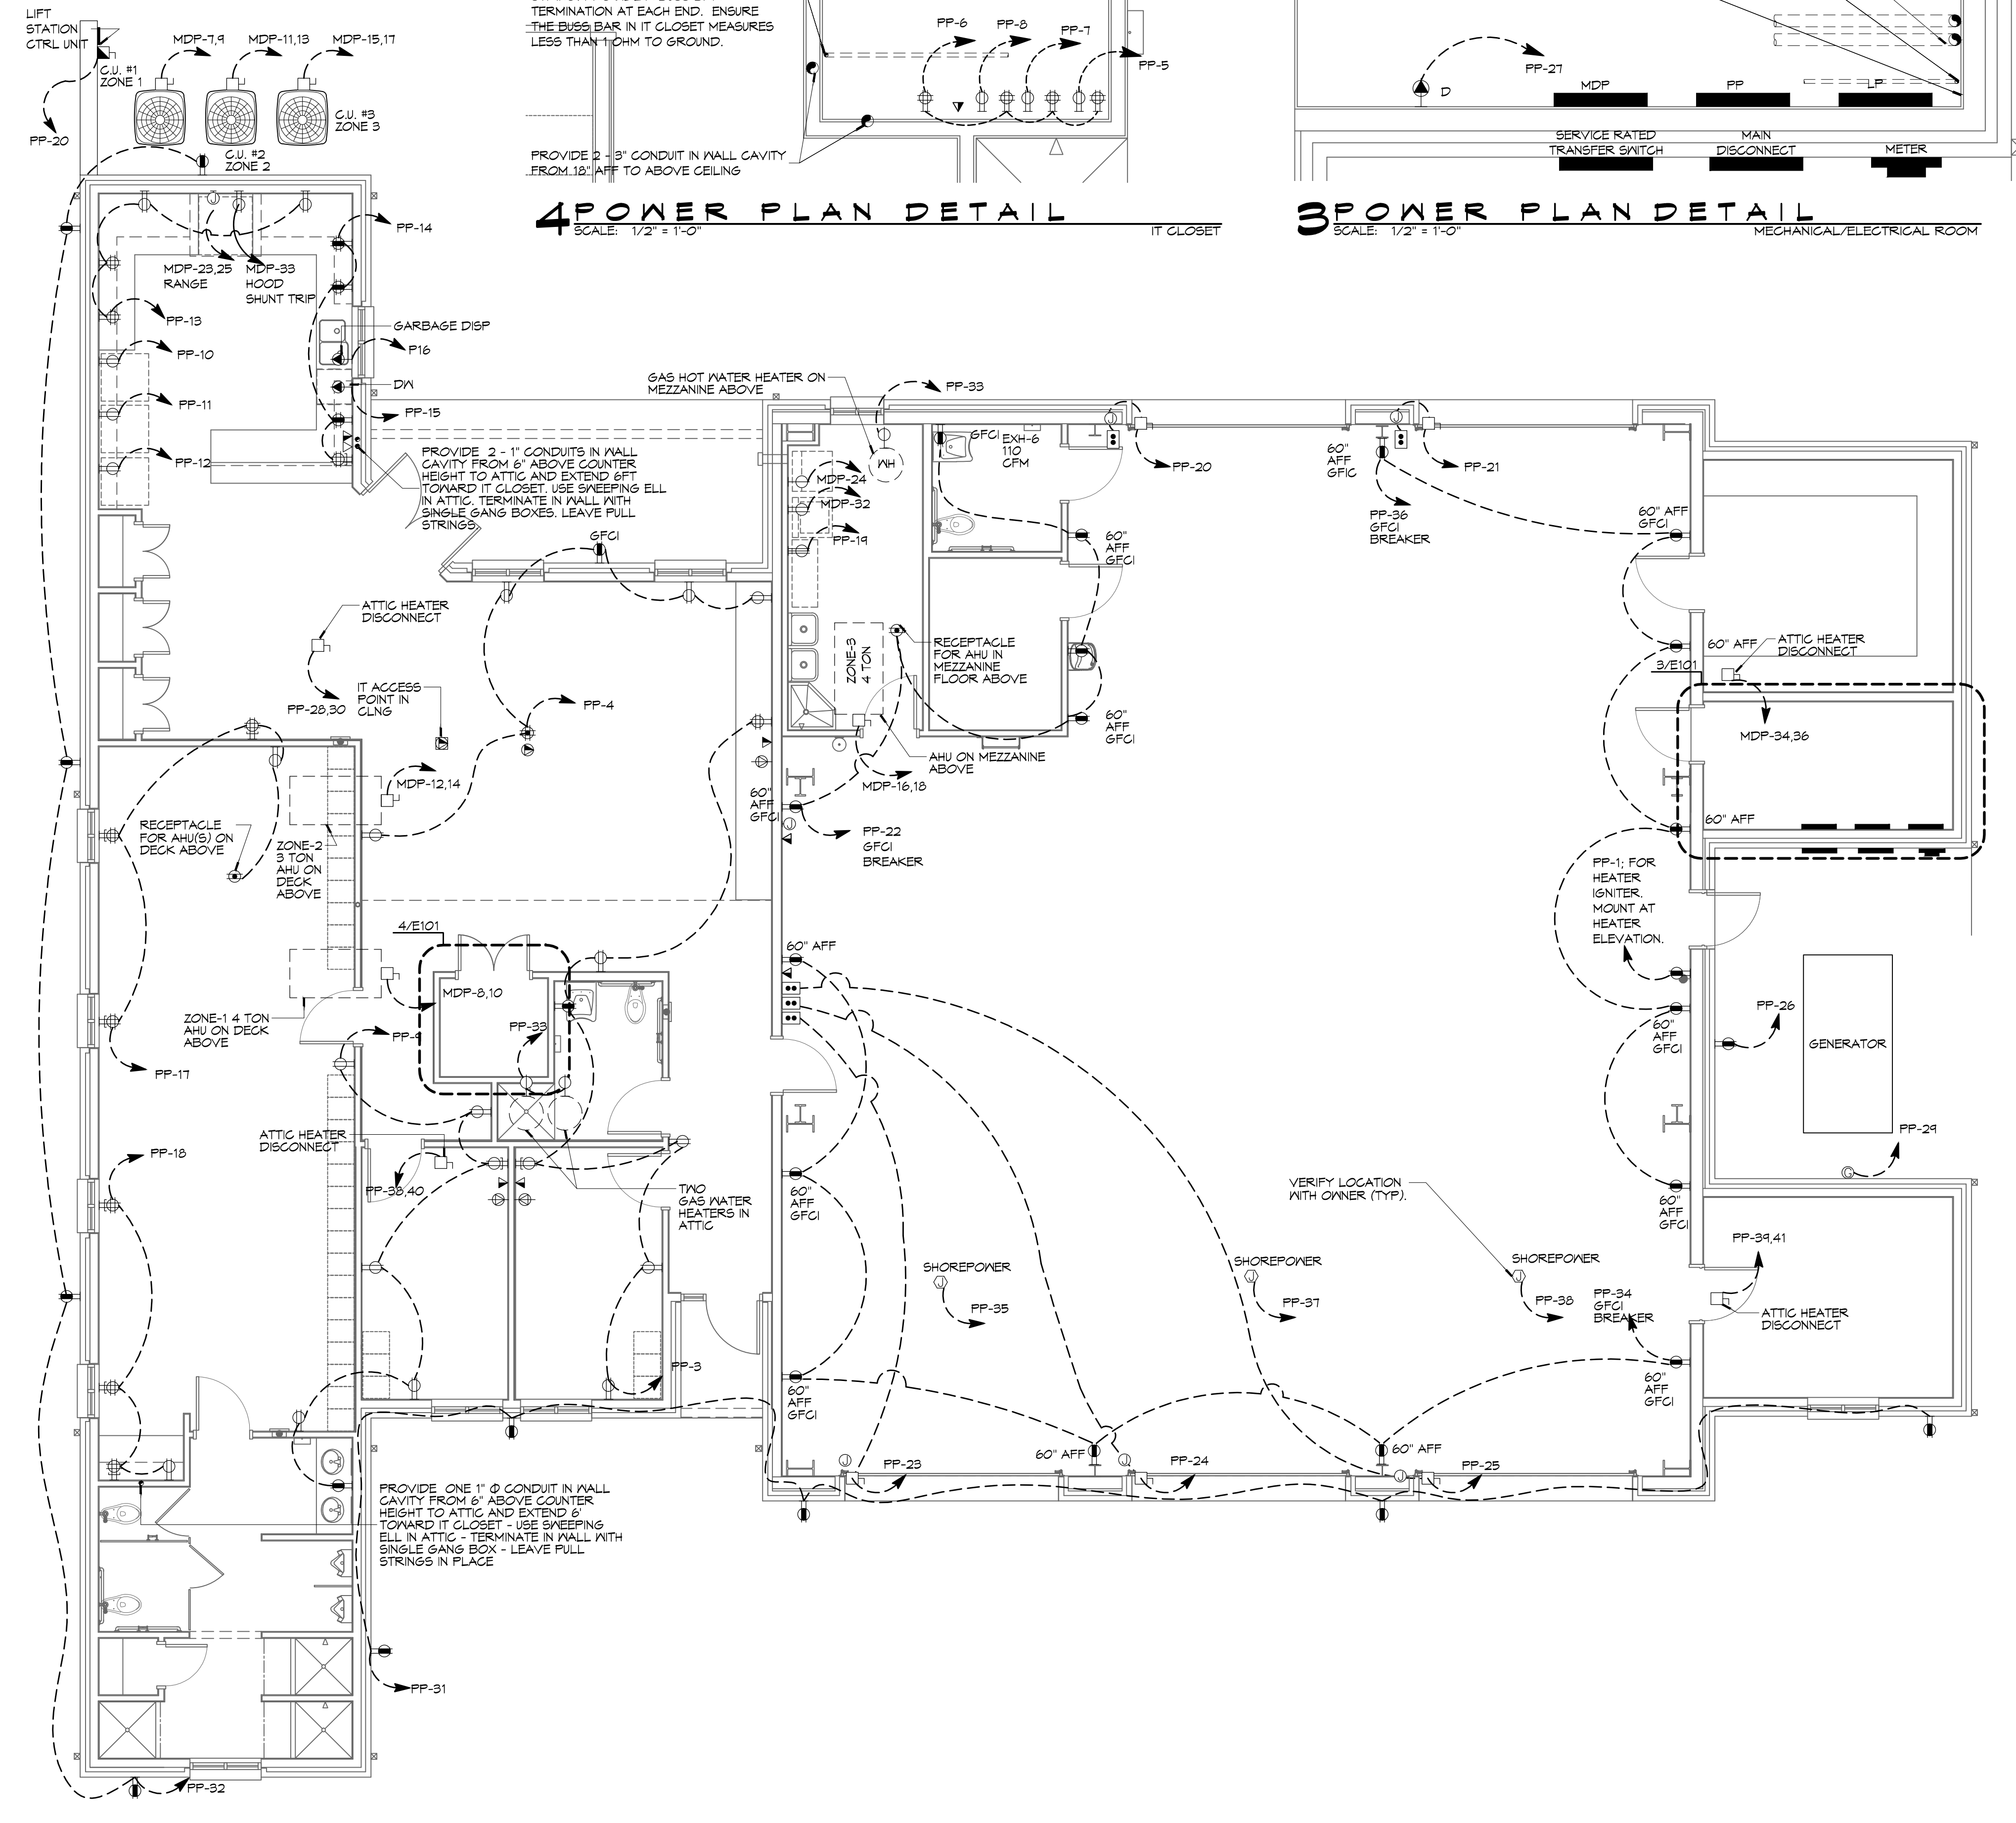 LIFT
STATION
CTRL UNIT
MDP-7,9
MDP-11,13
MDP-15,17
C.U. #1
ZONE 1
C.U. #2
ZONE 2
C.U. #3
ZONE 3
PP-20
TERMINATION AT EACH END. ENSURE
THE BUSS BAR IN IT CLOSET MEASURES
LESS THAN 1 OHM TO GROUND.
PP-6
PP-8
PP-7
PP-5
PROVIDE 2 - 3" CONDUIT IN WALL CAVITY
FROM 18" AFF TO ABOVE CEILING
4 POWER PLAN DETAIL
SCALE: 1/2" = 1'-0"
IT CLOSET
PP-27
D
MDP
PP
LP
SERVICE RATED
TRANSFER SWITCH
MAIN
DISCONNECT
METER
3 POWER PLAN DETAIL
SCALE: 1/2" = 1'-0"
MECHANICAL/ELECTRICAL ROOM
J
PP-14
MDP-23,25
RANGE
MDP-33
HOOD
SHUNT TRIP
PP-13
PP-10
PP-11
PP-12
GARBAGE DISP
P16
DW
PP-15
PROVIDE 2 - 1" CONDUITS IN WALL
CAVITY FROM 6" ABOVE COUNTER
HEIGHT TO ATTIC AND EXTEND 6FT
TOWARD IT CLOSET. USE SWEEPING ELL
IN ATTIC. TERMINATE IN WALL WITH
SINGLE GANG BOXES. LEAVE PULL
STRINGS
GAS HOT WATER HEATER ON
MEZZANINE ABOVE
PP-33
WH
MDP-24
MDP-32
PP-19
GFCI
EXH-6
110
CFM
60"
AFF
GFCI
J
PP-20
60"
AFF
GFIC
J
PP-21
PP-36
GFCI
BREAKER
60" AFF
GFCI
GFCI
ATTIC HEATER
DISCONNECT
IT ACCESS
POINT IN
CLNG
PP-28,30
PP-4
ZONE-3
4 TON
RECEPTACLE
FOR AHU IN
MEZZANINE
FLOOR ABOVE
60"
AFF
GFCI
AHU ON MEZZANINE
ABOVE
MDP-16,18
60" AFF
ATTIC HEATER
DISCONNECT
3/E101
MDP-34,36
60" AFF
MDP-12,14
RECEPTACLE
FOR AHU(S) ON
DECK ABOVE
ZONE-2
3 TON
AHU ON
DECK
ABOVE
60"
AFF
GFCI
J
PP-22
GFCI
BREAKER
PP-1; FOR
HEATER
IGNITER.
MOUNT AT
HEATER
ELEVATION.
4/E101
60" AFF
MDP-8,10
ZONE-1 4 TON
AHU ON DECK
ABOVE
PP-9
PP-33
PP-17
PP-26
GENERATOR
60"
AFF
GFCI
PP-29
G
ATTIC HEATER
DISCONNECT
PP-18
PP-38,40
TWO
GAS WATER
HEATERS IN
ATTIC
60"
AFF
GFCI
VERIFY LOCATION
WITH OWNER (TYP).
60"
AFF
GFCI
SHOREPOWER
J
PP-35
SHOREPOWER
J
PP-37
SHOREPOWER
J
PP-38
PP-34
GFCI
BREAKER
PP-39,41
ATTIC HEATER
DISCONNECT
PP-3
60"
AFF
GFCI
60"
AFF
GFCI
J
PP-23
60" AFF
J
PP-24
60" AFF
J
PP-25
PROVIDE ONE 1" Φ CONDUIT IN WALL
CAVITY FROM 6" ABOVE COUNTER
HEIGHT TO ATTIC AND EXTEND 6'
TOWARD IT CLOSET - USE SWEEPING
ELL IN ATTIC - TERMINATE IN WALL WITH
SINGLE GANG BOX - LEAVE PULL
STRINGS IN PLACE
PP-31
PP-32